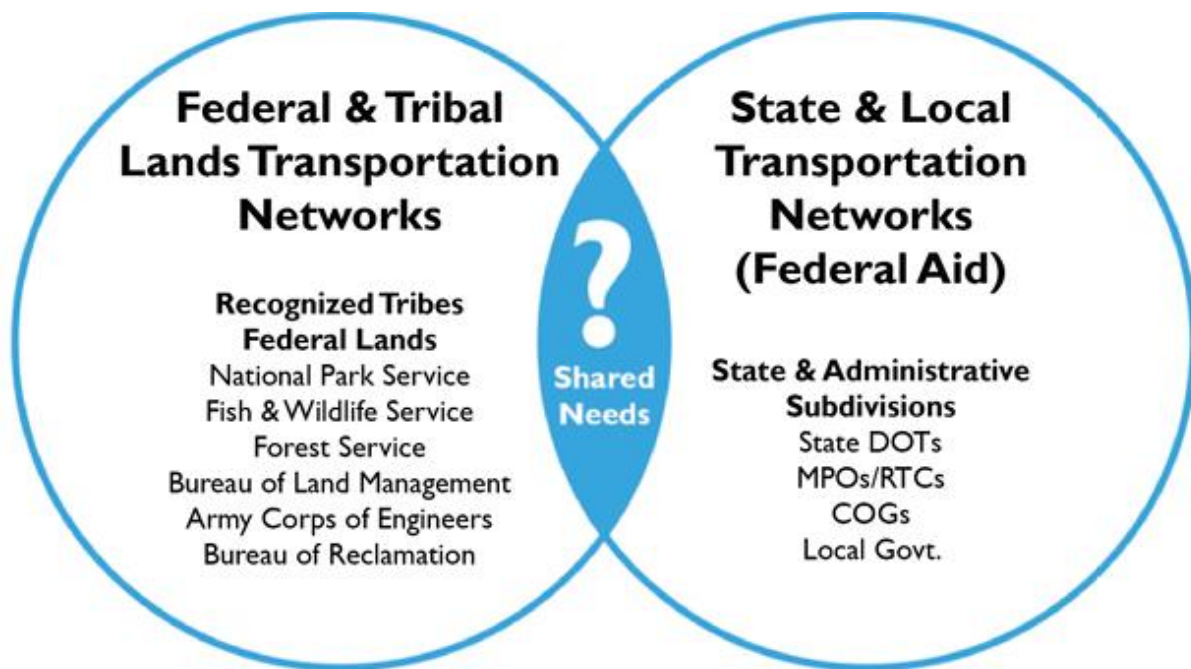 Federal & Tribal
Lands Transportation
Networks
Recognized Tribes
Federal Lands
National Park Service
Fish & Wildlife Service
Forest Service
Bureau of Land Management
Army Corps of Engineers
Bureau of Reclamation
?
Shared
Needs
State & Local
Transportation
Networks
(Federal Aid)
State & Administrative
Subdivisions
State DOTs
MPOs/RTCs
COGs
Local Govt.